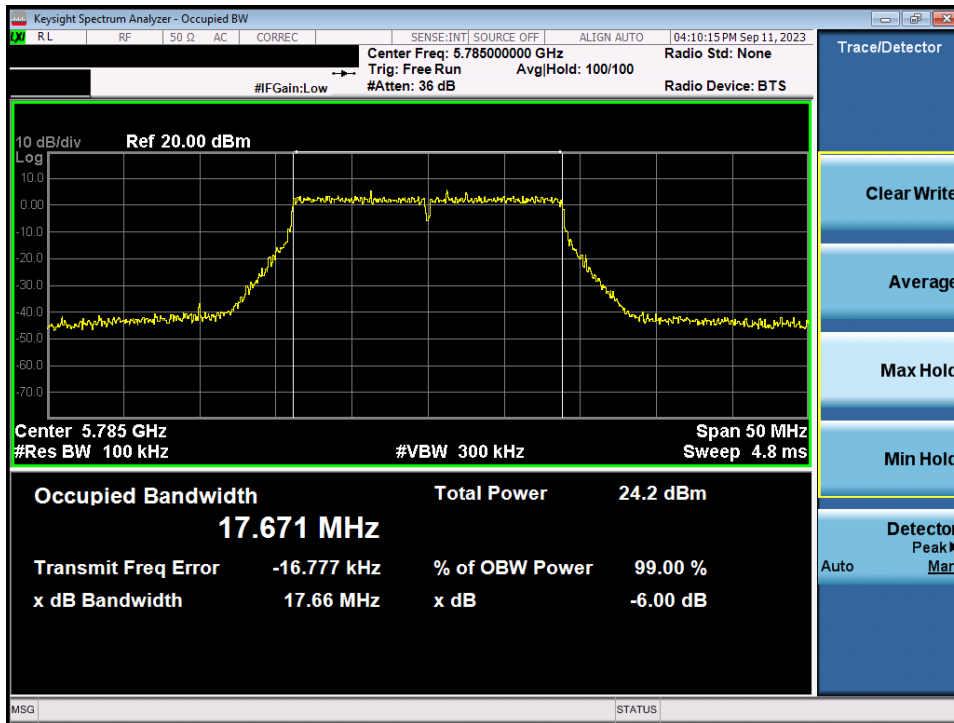 Keysight Spectrum Analyzer - Occupied BW
LXI RL RF 50 Ω AC CORREC SENSE:INT SOURCE OFF ALIGN AUTO 04:10:15 PM Sep 11, 2023
Center Freq: 5.785000000 GHz Radio Std: None
Trig: Free Run Avg|Hold: 100/100
#IFGain:Low #Atten: 36 dB Radio Device: BTS
Trace/Detector
10 dB/div Ref 20.00 dBm
Log
10.0
0.00
-10.0
-20.0
-30.0
-40.0
-50.0
-60.0
-70.0
Center 5.785 GHz Span 50 MHz
#Res BW 100 kHz #VBW 300 kHz Sweep 4.8 ms
Occupied Bandwidth Total Power 24.2 dBm
17.671 MHz
Transmit Freq Error -16.777 kHz % of OBW Power 99.00 %
x dB Bandwidth 17.66 MHz x dB -6.00 dB
Clear Write
Average
Max Hold
Min Hold
Detector
Peak▶
Auto Man
MSG STATUS